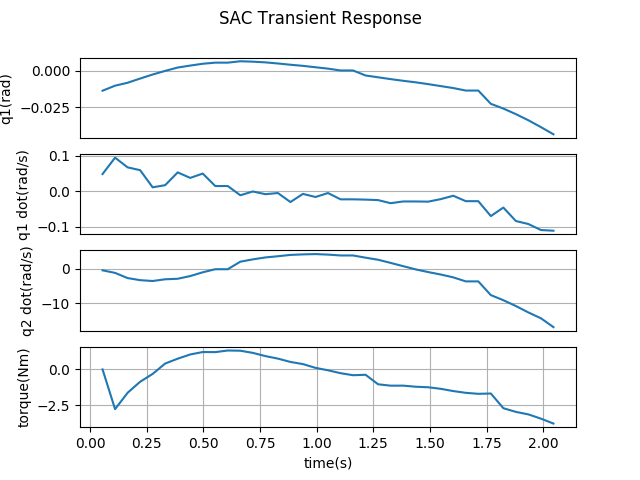 SAC Transient Response
q1(rad)
0.000
−0.025
q1 dot(rad/s)
0.1
0.0
−0.1
q2 dot(rad/s)
0
−10
torque(Nm)
0.0
−2.5
0.00 0.25 0.50 0.75 1.00 1.25 1.50 1.75 2.00
time(s)